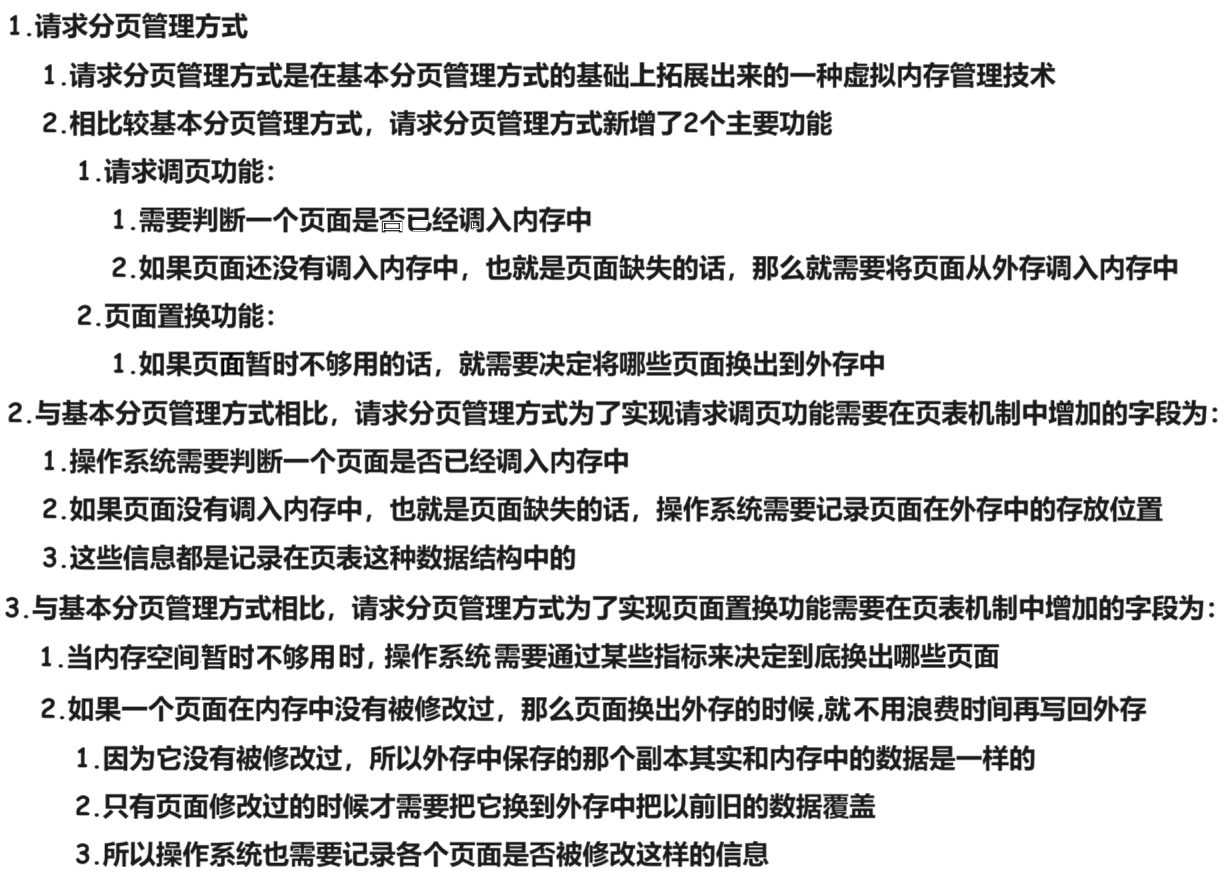 1.请求分页管理方式
1.请求分页管理方式是在基本分页管理方式的基础上拓展出来的一种虚拟内存管理技术
2.相比较基本分页管理方式，请求分页管理方式新增了2个主要功能
1.请求调页功能：
1.需要判断一个页面是否已经调入内存中
2.如果页面还没有调入内存中，也就是页面缺失的话，那么就需要将页面从外存调入内存中
2.页面置换功能：
1.如果页面暂时不够用的话，就需要决定将哪些页面换出到外存中
2.与基本分页管理方式相比，请求分页管理方式为了实现请求调页功能需要在页表机制中增加的字段为：
1.操作系统需要判断一个页面是否已经调入内存中
2.如果页面没有调入内存中，也就是页面缺失的话，操作系统需要记录页面在外存中的存放位置
3.这些信息都是记录在页表这种数据结构中的
3.与基本分页管理方式相比，请求分页管理方式为了实现页面置换功能需要在页表机制中增加的字段为：
1.当内存空间暂时不够用时,操作系统需要通过某些指标来决定到底换出哪些页面
2.如果一个页面在内存中没有被修改过，那么页面换出外存的时候,就不用浪费时间再写回外存
1.因为它没有被修改过，所以外存中保存的那个副本其实和内存中的数据是一样的
2.只有页面修改过的时候才需要把它换到外存中把以前旧的数据覆盖
3.所以操作系统也需要记录各个页面是否被修改这样的信息